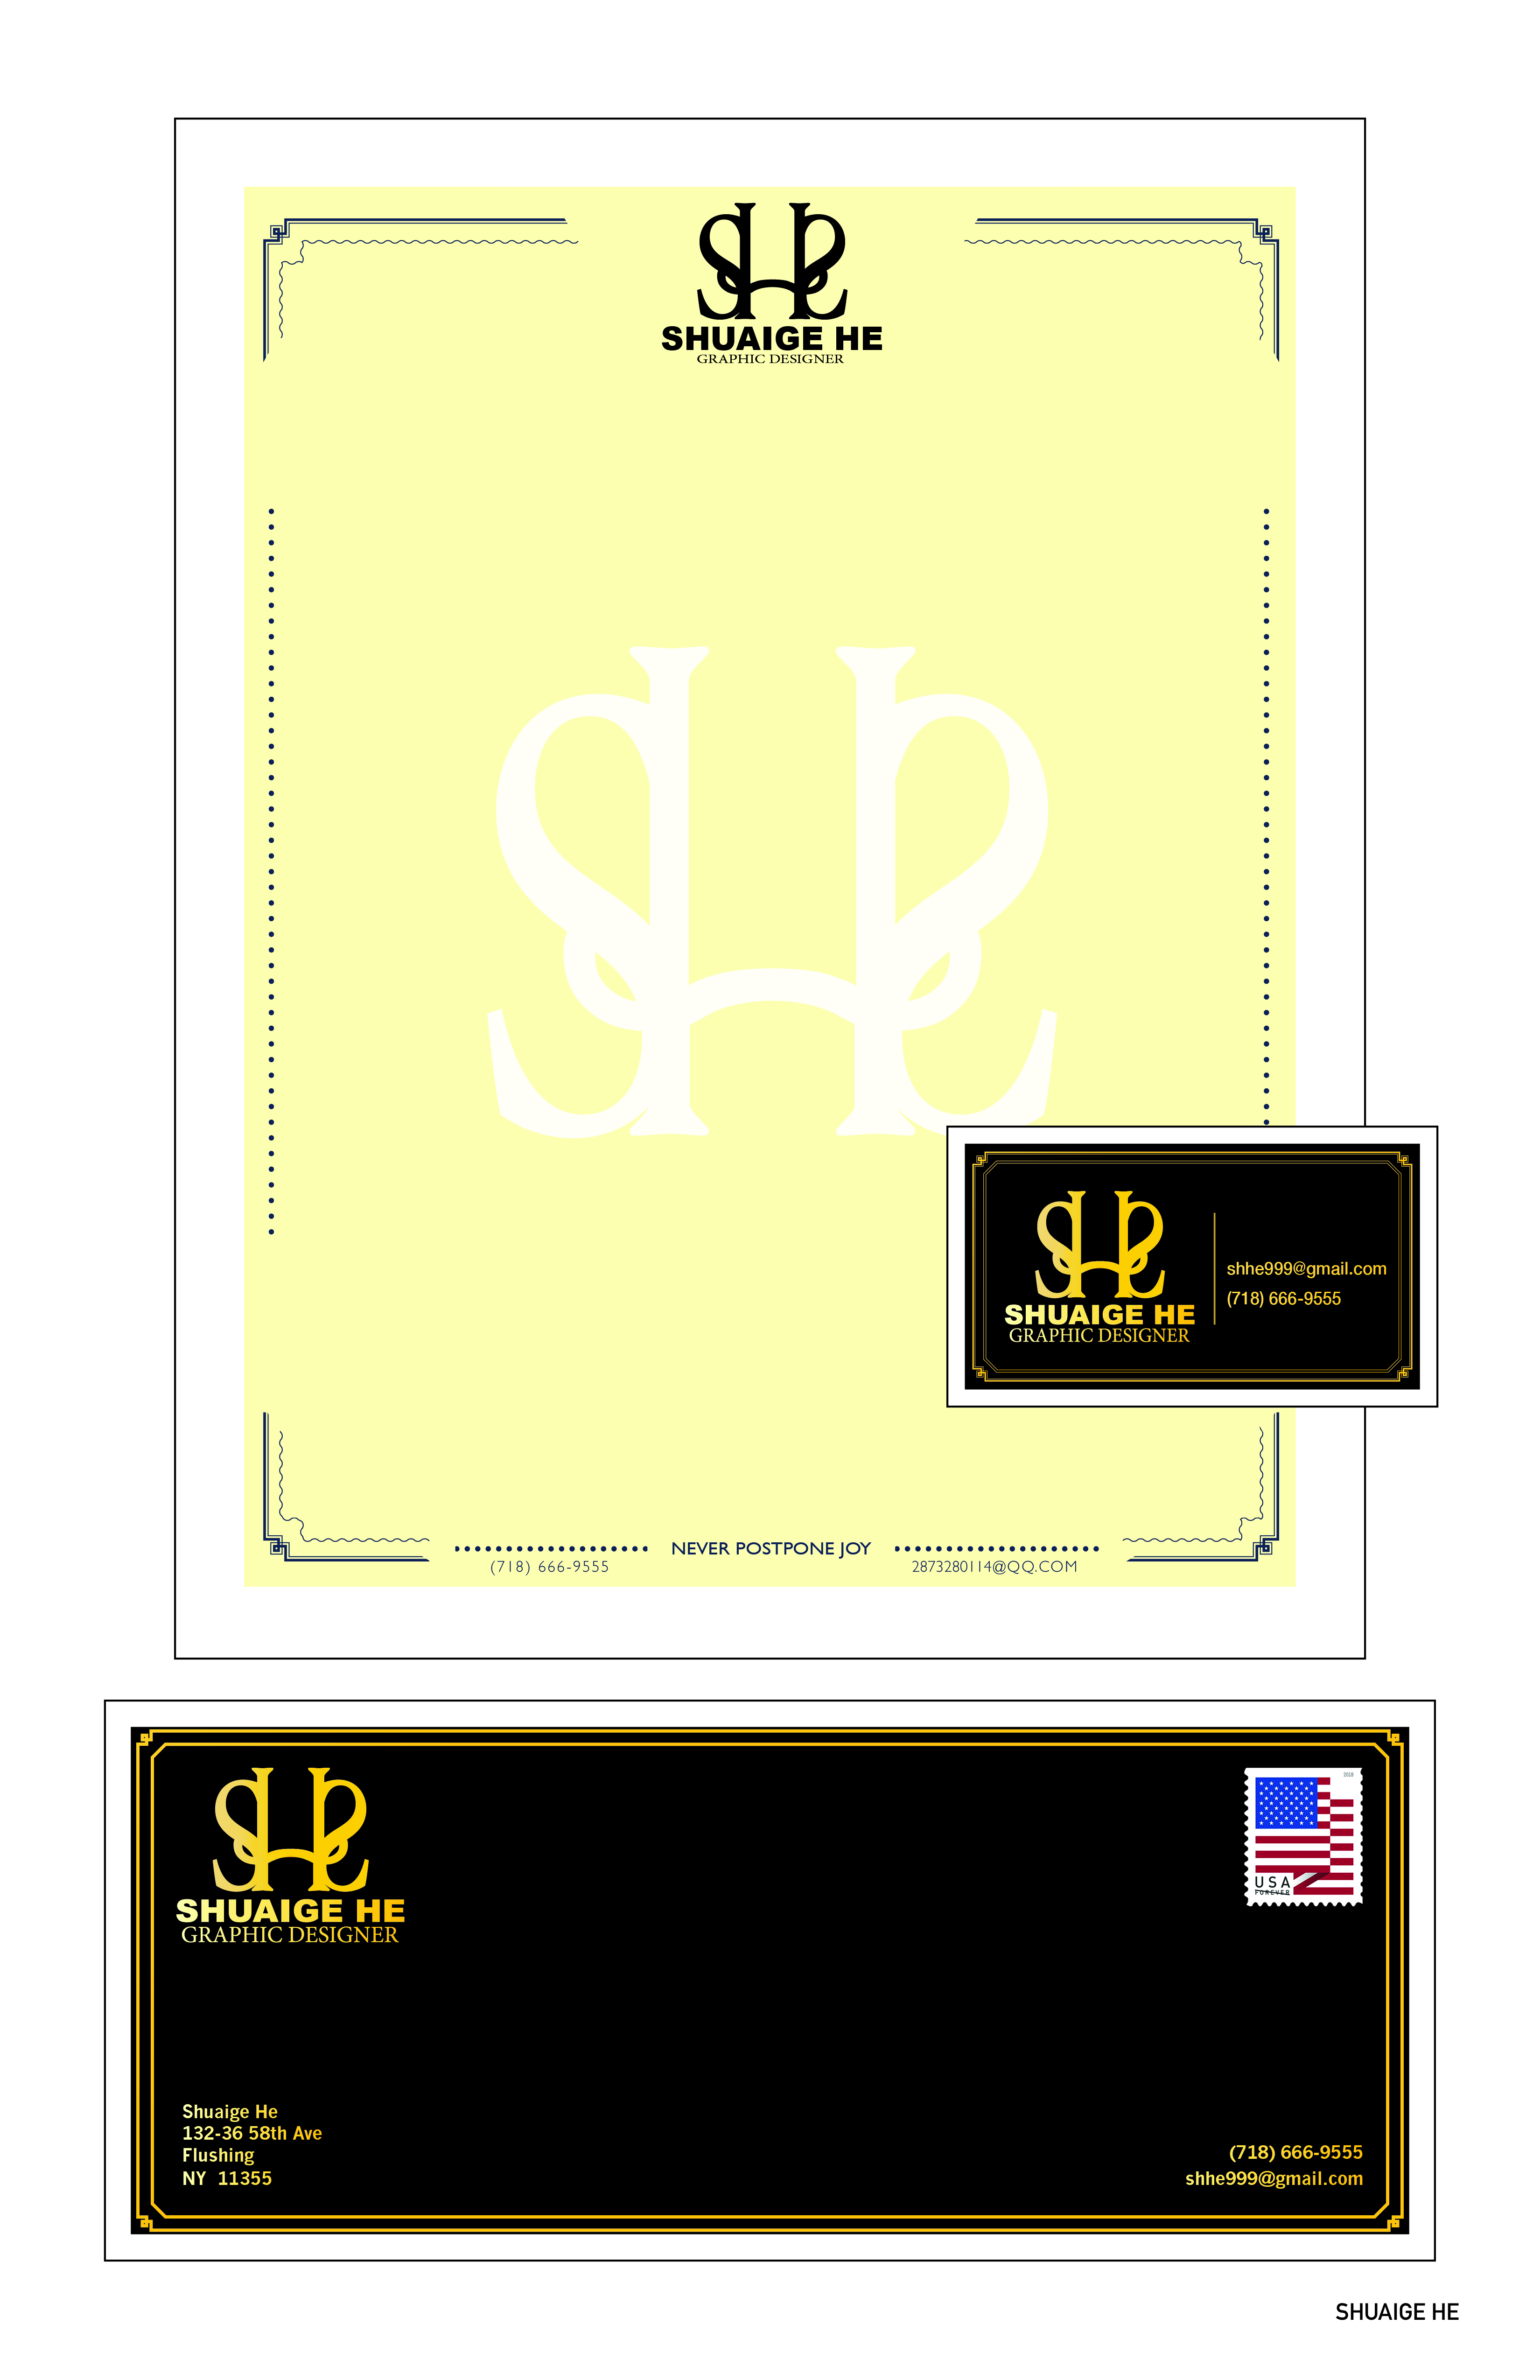 SHUAIGE HE
GRAPHIC DESIGNER
shhe999@gmail.com
(718) 666-9555
SHUAIGE HE
GRAPHIC DESIGNER
NEVER POSTPONE JOY
(718) 666-9555
2873280114@QQ.COM
2018
USA
FOREVER
SHUAIGE HE
GRAPHIC DESIGNER
Shuaige He
132-36 58th Ave
Flushing
NY  11355
(718) 666-9555
shhe999@gmail.com
SHUAIGE HE